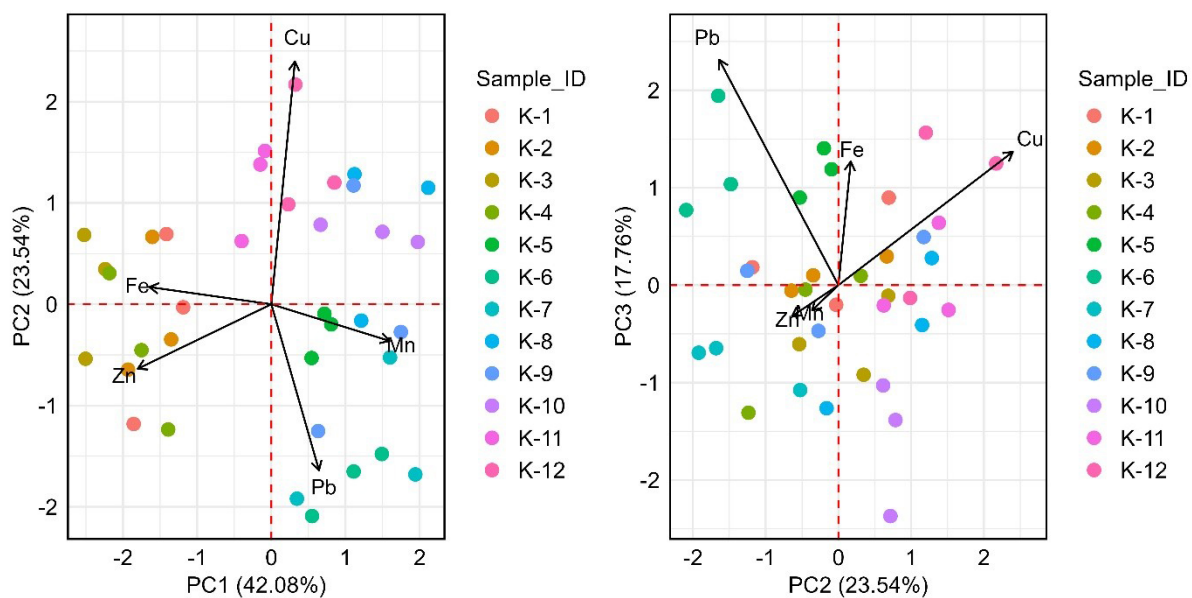 Cu
Fe
Mn
Zn
Pb
2
1
0
-1
-2
-2
-1
0
1
2
PC2 (23.54%)
PC1 (42.08%)
Sample_ID
K-1
K-2
K-3
K-4
K-5
K-6
K-7
K-8
K-9
K-10
K-11
K-12
Pb
Fe
Cu
Zn
Mn
2
1
0
-1
-2
-2
-1
0
1
2
PC3 (17.76%)
PC2 (23.54%)
Sample_ID
K-1
K-2
K-3
K-4
K-5
K-6
K-7
K-8
K-9
K-10
K-11
K-12